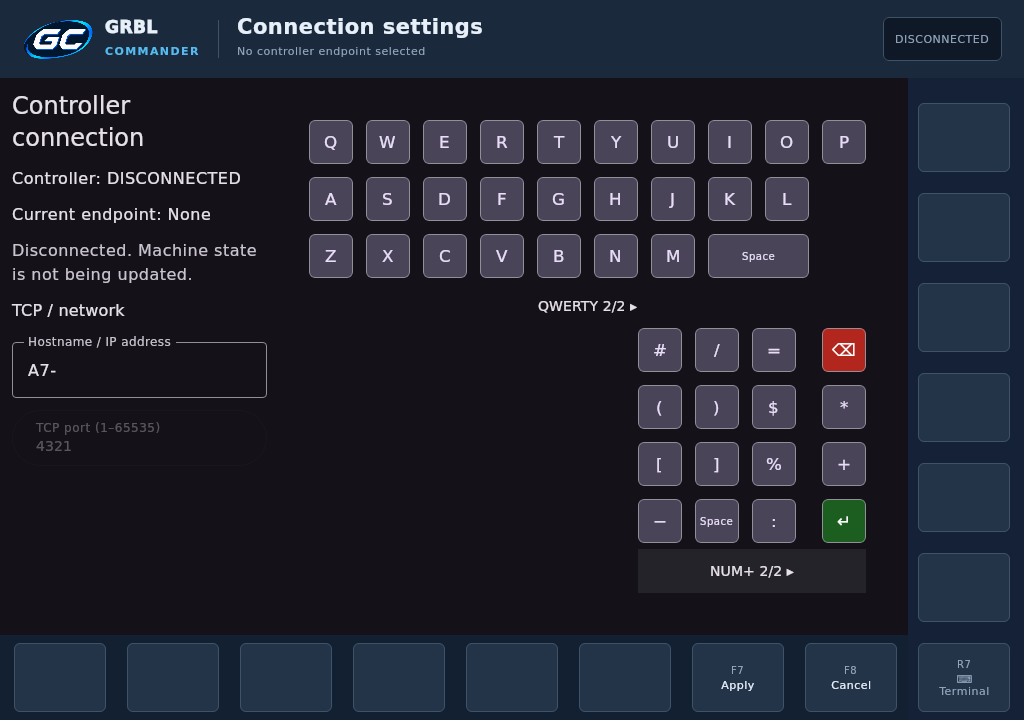 GC
GRBL
COMMANDER
Connection settings
No controller endpoint selected
DISCONNECTED
Controller
connection
Controller: DISCONNECTED
Current endpoint: None
Disconnected. Machine state
is not being updated.
TCP / network
Hostname / IP address
A7-
TCP port (1–65535)
4321
Q W E R T Y U I O P
A S D F G H J K L
Z X C V B N M Space
QWERTY 2/2 ▸
# / = ⌫
( ) $ *
[ ] % +
− Space : ↵
NUM+ 2/2 ▸
F7
Apply
F8
Cancel
R7
⌨
Terminal